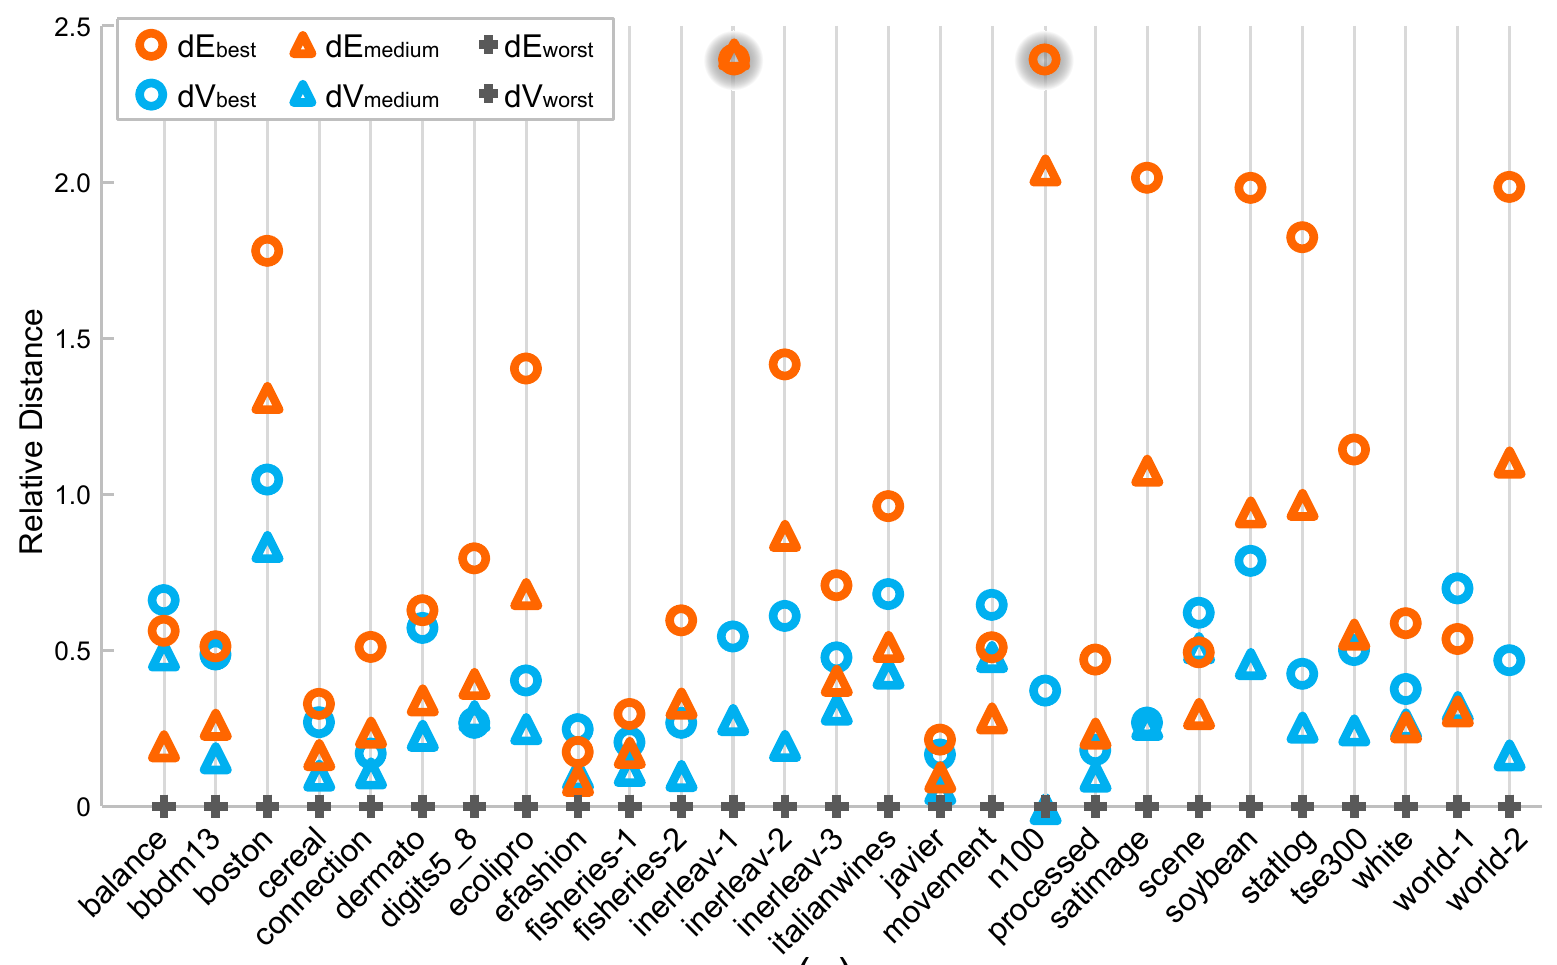 2.5
dEbest dEmedium dEworst
dVbest dVmedium dVworst
2.0
1.5
1.0
0.5
0
Relative Distance
balance
bbdm13
boston
cereal
connection
dermato
digits5_8
ecolipro
efashion
fisheries-1
fisheries-2
inerleav-1
inerleav-2
inerleav-3
italianwines
javier
movement
n100
processed
satimage
scene
soybean
statlog
tse300
white
world-1
world-2